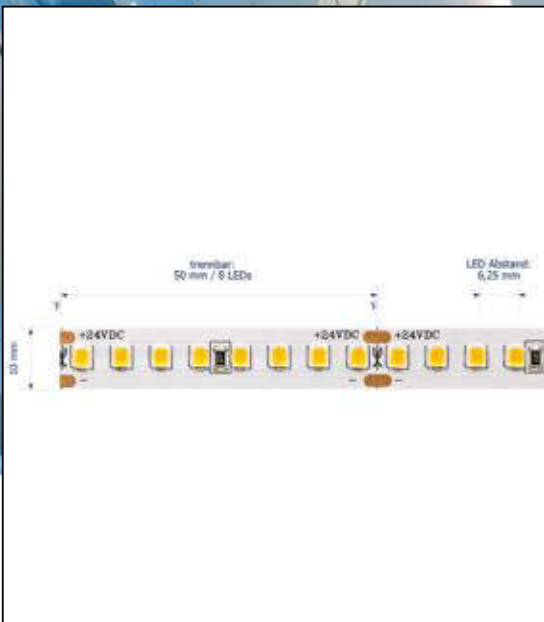 trennbar:
50 mm / 8 LEDs
LED Abstand:
6,25 mm
10 mm
+24VDC
+24VDC
+24VDC
-
-
-